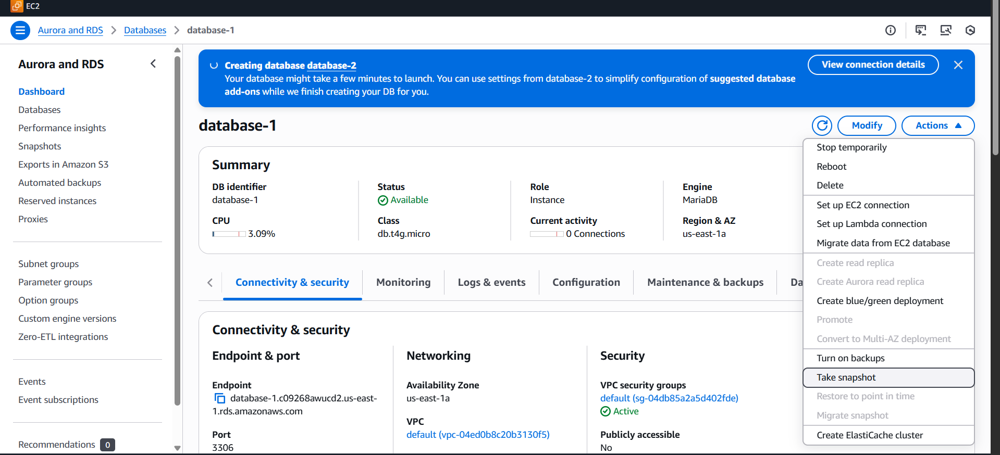 EC2
Aurora and RDS
Databases
database-1
Aurora and RDS
Dashboard
Databases
Performance insights
Snapshots
Exports in Amazon S3
Automated backups
Reserved instances
Proxies
Subnet groups
Parameter groups
Option groups
Custom engine versions
Zero-ETL integrations
Events
Event subscriptions
Recommendations 0
Creating database database-2
Your database might take a few minutes to launch. You can use settings from database-2 to simplify configuration of suggested database
add-ons while we finish creating your DB for you.
View connection details
database-1
Modify
Actions
Summary
DB identifier
database-1
Status
Available
Role
Instance
Engine
MariaDB
CPU
3.09%
Class
db.t4g.micro
Current activity
0 Connections
Region & AZ
us-east-1a
Connectivity & security
Monitoring
Logs & events
Configuration
Maintenance & backups
Da
Connectivity & security
Endpoint & port
Endpoint
database-1.c09268awucd2.us-east-
1.rds.amazonaws.com
Port
3306
Networking
Availability Zone
us-east-1a
VPC
default (vpc-04ed0b8c20b3130f5)
Security
VPC security groups
default (sg-04db85a2a5d402fde)
Active
Publicly accessible
No
Stop temporarily
Reboot
Delete
Set up EC2 connection
Set up Lambda connection
Migrate data from EC2 database
Create read replica
Create Aurora read replica
Create blue/green deployment
Promote
Convert to Multi-AZ deployment
Turn on backups
Take snapshot
Restore to point in time
Migrate snapshot
Create ElastiCache cluster